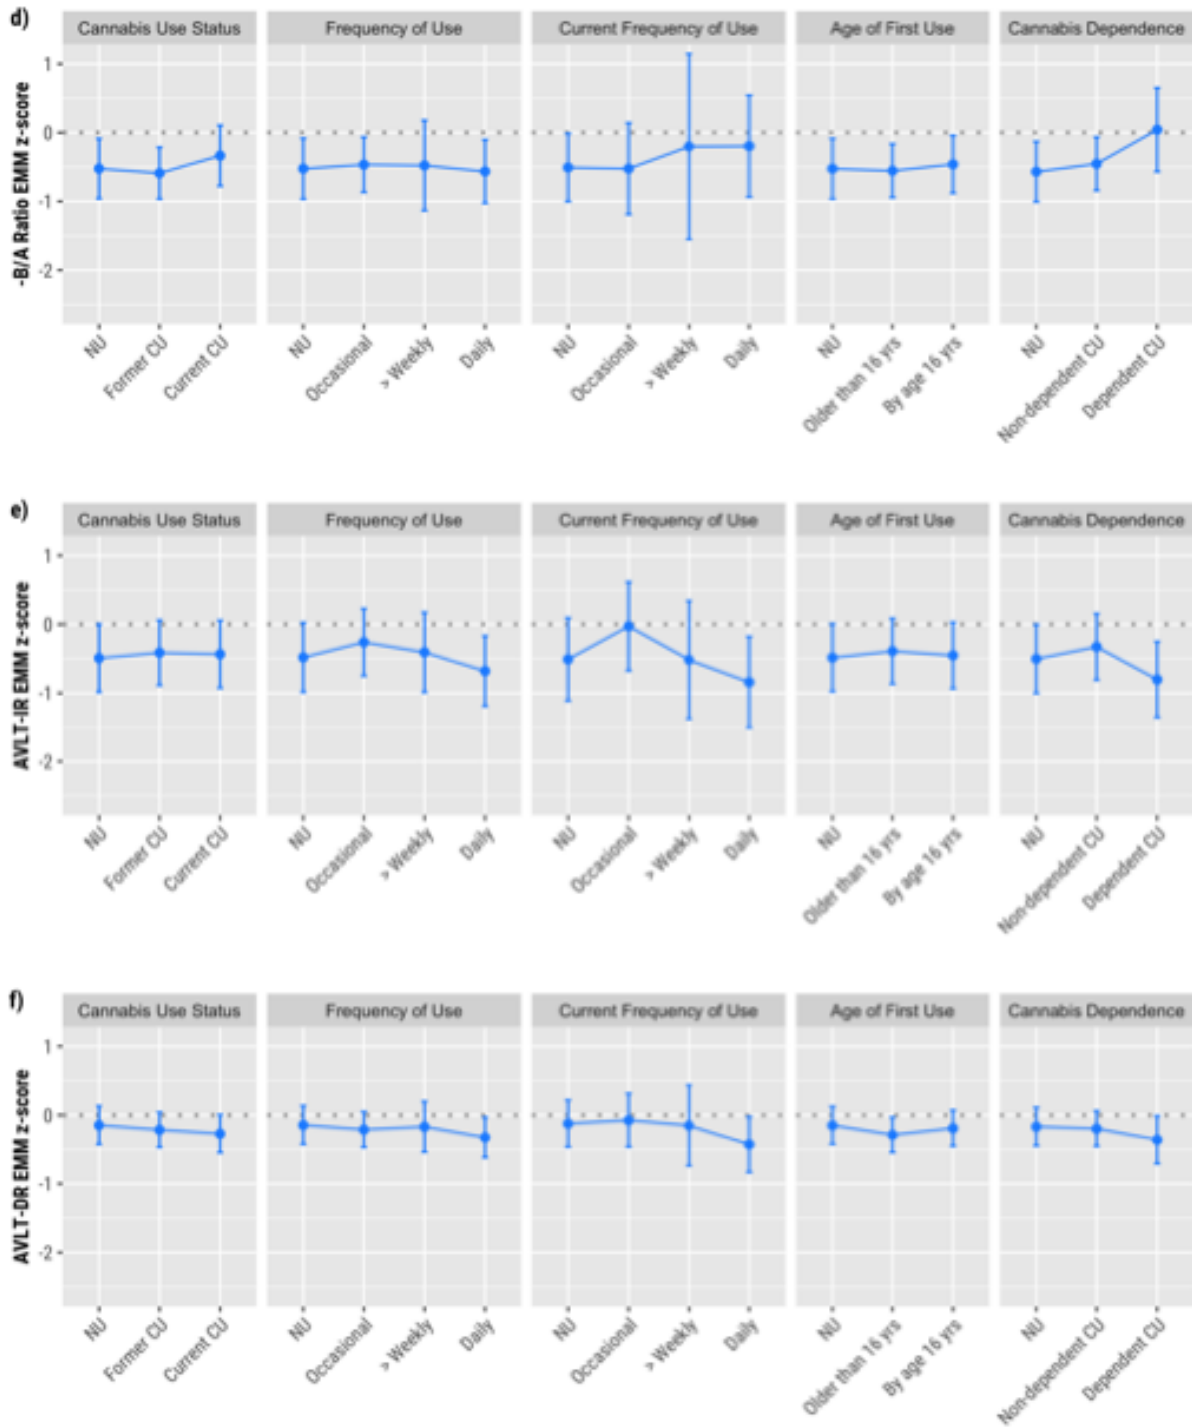 d)
Cannabis Use Status
Frequency of Use
Current Frequency of Use
Age of First Use
Cannabis Dependence
-B/A Ratio EMM z-score
1
0
-1
-2
NU
Former CU
Current CU
NU
Occasional
> Weekly
Daily
NU
Occasional
> Weekly
Daily
NU
Older than 16 yrs
By age 16 yrs
NU
Non-dependent CU
Dependent CU
e)
Cannabis Use Status
Frequency of Use
Current Frequency of Use
Age of First Use
Cannabis Dependence
AVLT-IR EMM z-score
1
0
-1
-2
NU
Former CU
Current CU
NU
Occasional
> Weekly
Daily
NU
Occasional
> Weekly
Daily
NU
Older than 16 yrs
By age 16 yrs
NU
Non-dependent CU
Dependent CU
f)
Cannabis Use Status
Frequency of Use
Current Frequency of Use
Age of First Use
Cannabis Dependence
AVLT-DR EMM z-score
1
0
-1
-2
NU
Former CU
Current CU
NU
Occasional
> Weekly
Daily
NU
Occasional
> Weekly
Daily
NU
Older than 16 yrs
By age 16 yrs
NU
Non-dependent CU
Dependent CU